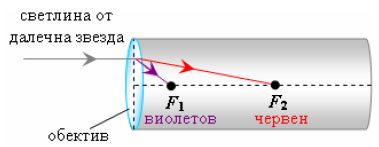 светлина от
далечна звезда
F₁
F₂
виолетов
червен
обектив